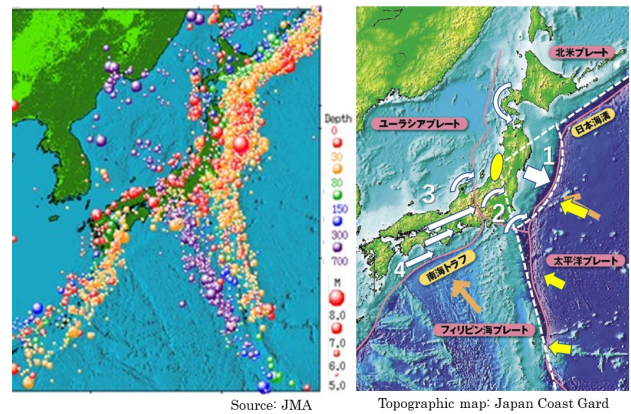 Depth
0
30
80
150
300
700
M
8.0
7.0
6.0
5.0
Source: JMA
北米プレート
ユーラシアプレート
日本海溝
1
3
2
4
南海トラフ
太平洋プレート
フィリピン海プレート
Topographic map: Japan Coast Gard